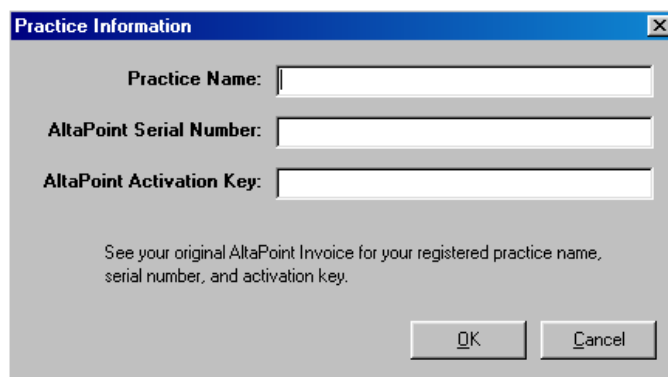 Practice Information
Practice Name:
AltaPoint Serial Number:
AltaPoint Activation Key:
See your original AltaPoint Invoice for your registered practice name,
serial number, and activation key.
OK Cancel